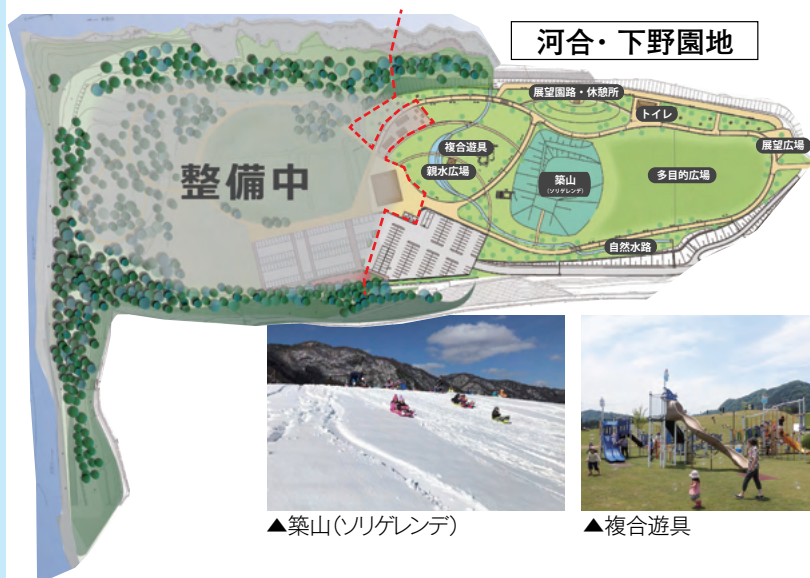 河合・下野園地
展望園路・休憩所
トイレ
展望広場
複合遊具
親水広場
整備中
築山
(ソリゲレンデ)
多目的広場
自然水路
▲築山(ソリゲレンデ)
▲複合遊具